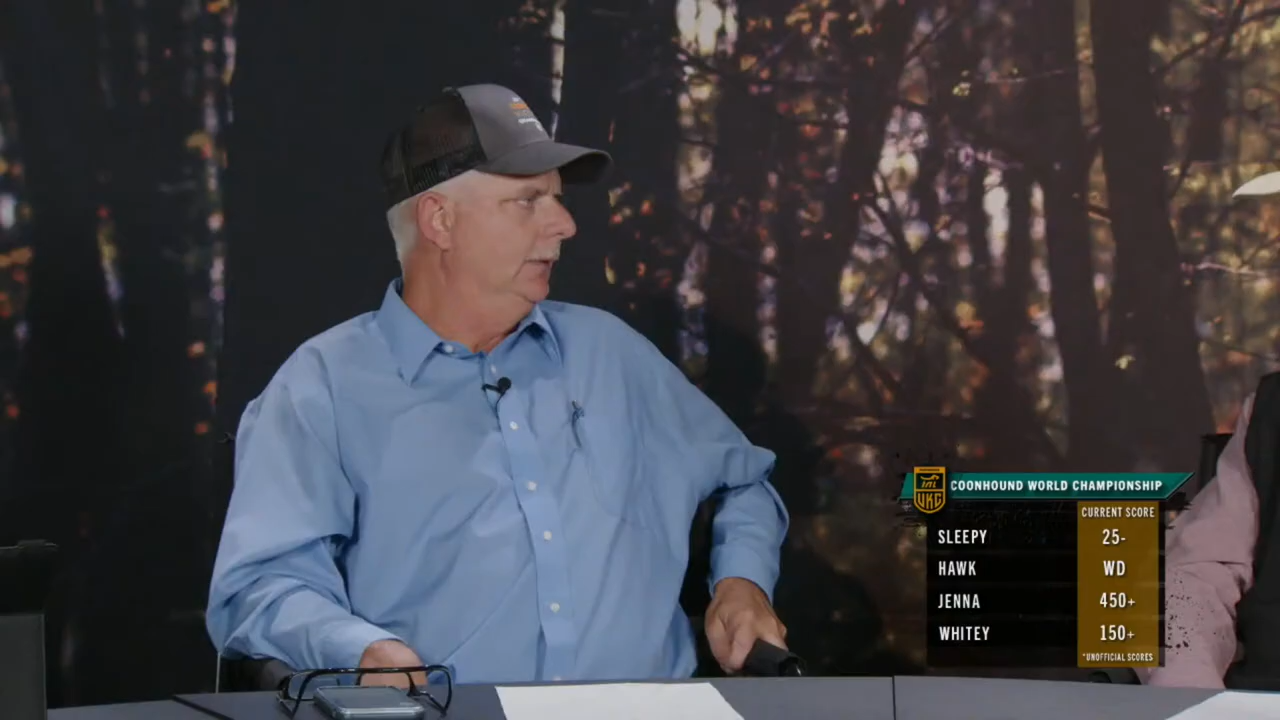 COONHOUND WORLD CHAMPIONSHIP
UKC
CURRENT SCORE
SLEEPY 25-
HAWK WD
JENNA 450+
WHITEY 150+
*UNOFFICIAL SCORES